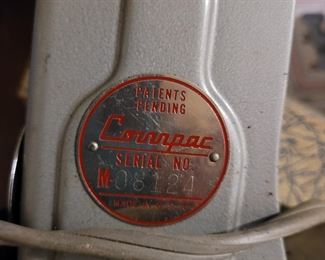 PATENTS
PENDING
Compac
SERIAL NO.
M-08124